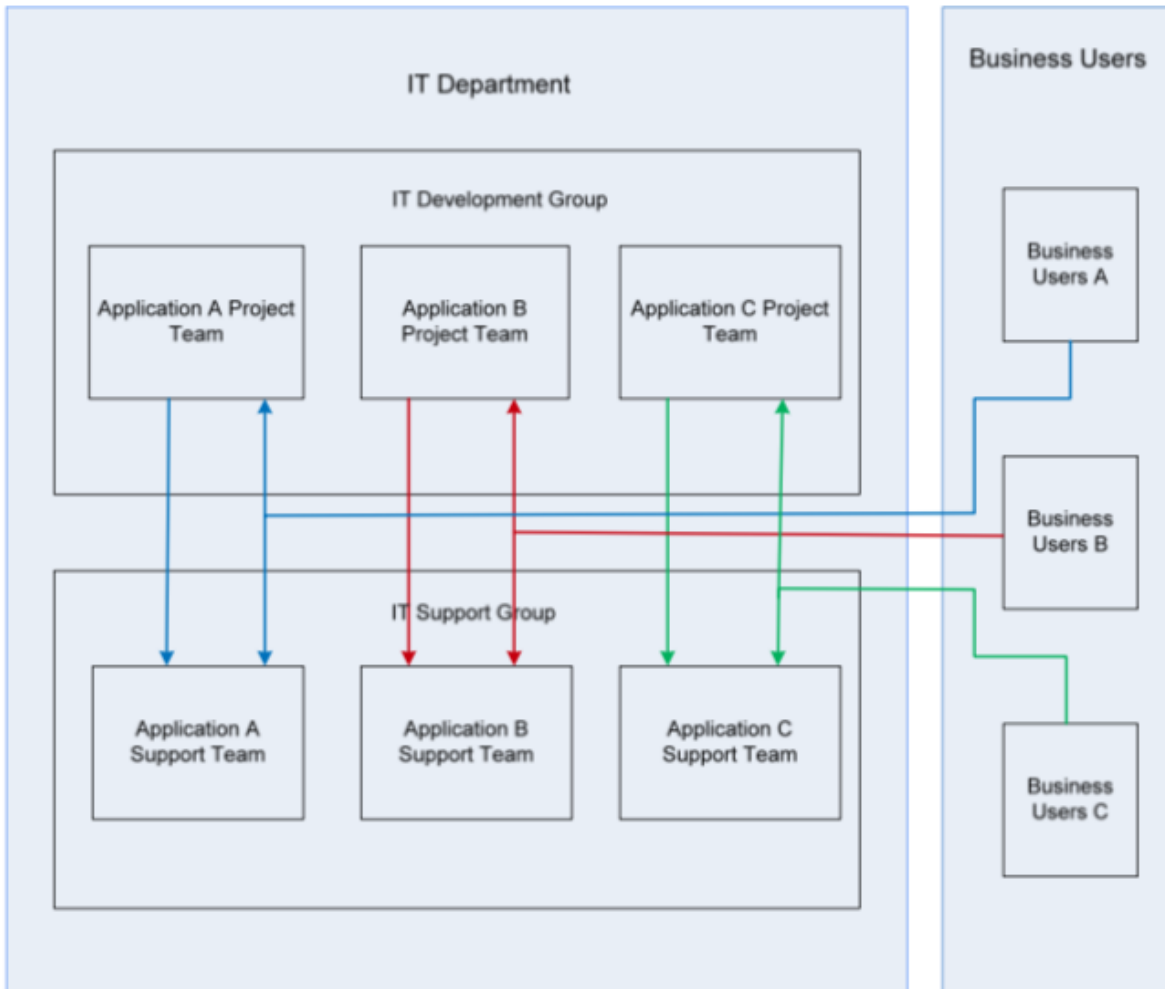 IT Department
Business Users
IT Development Group
Application A Project
Team
Application B
Project Team
Application C Project
Team
Business
Users A
Business
Users B
IT Support Group
Application A
Support Team
Application B
Support Team
Application C
Support Team
Business
Users C